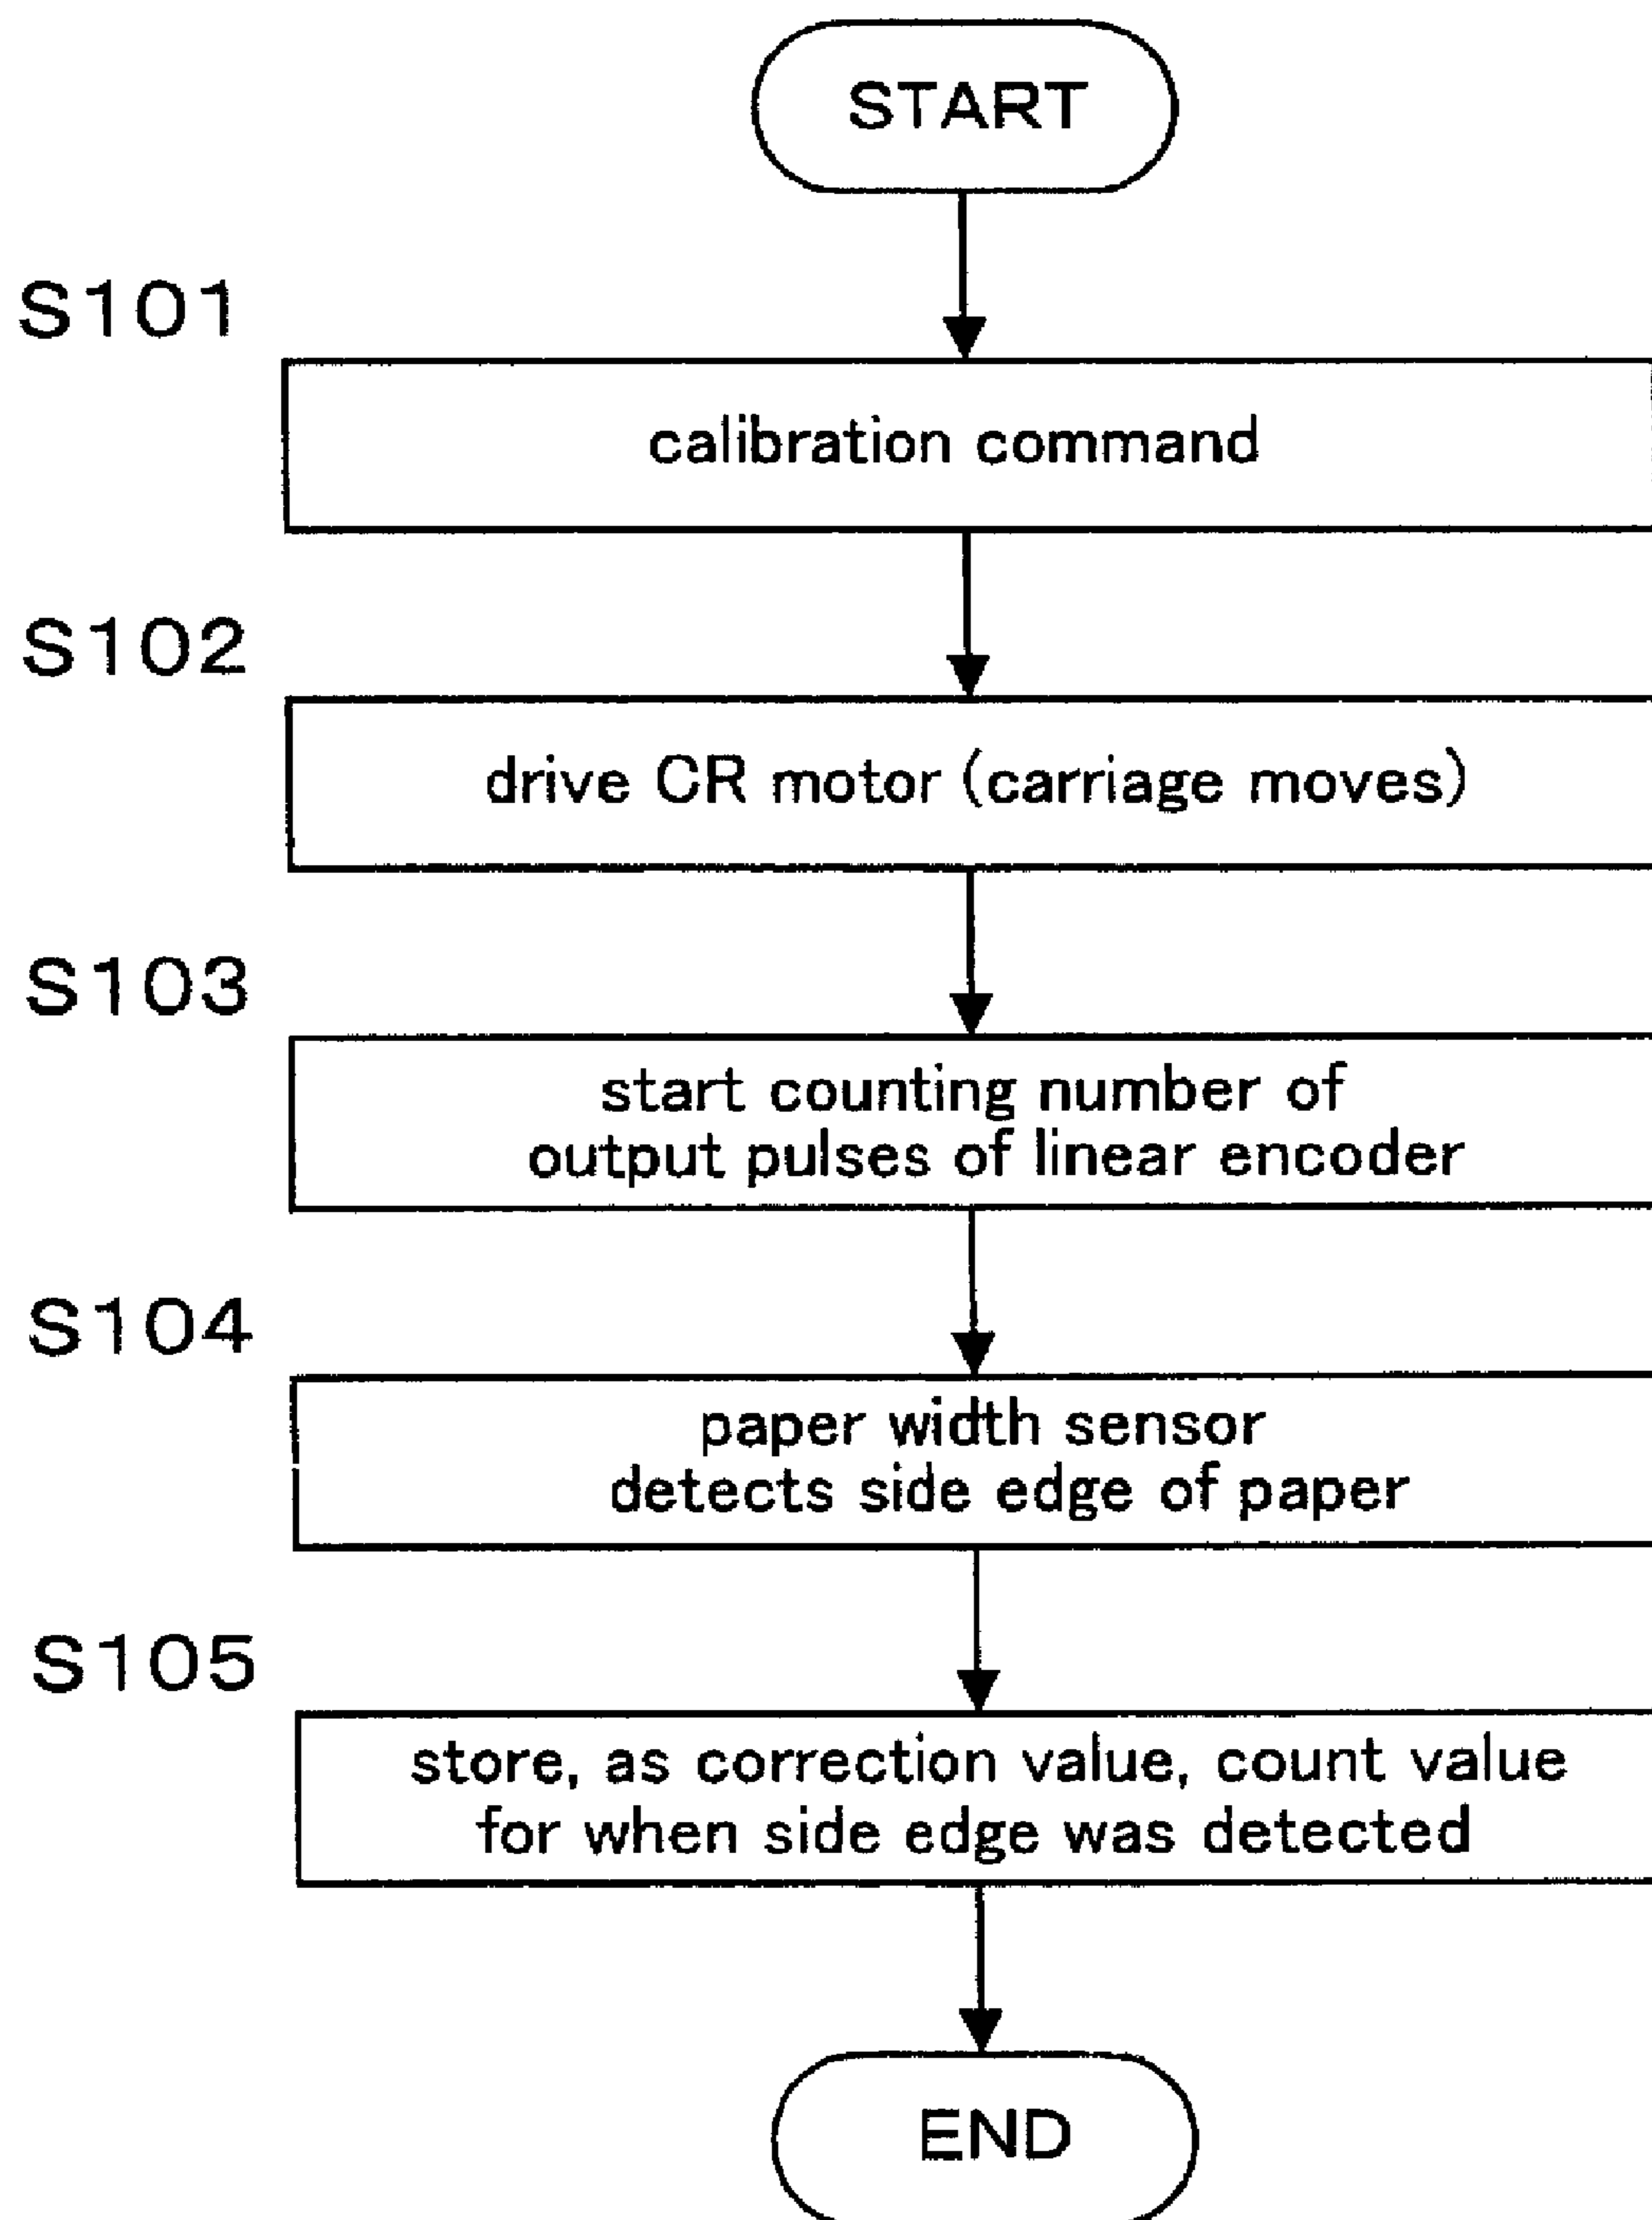 START
S101
calibration command
S102
drive CR motor (carriage moves)
S103
start counting number of
output pulses of linear encoder
S104
paper width sensor
detects side edge of paper
S105
store, as correction value, count value
for when side edge was detected
END